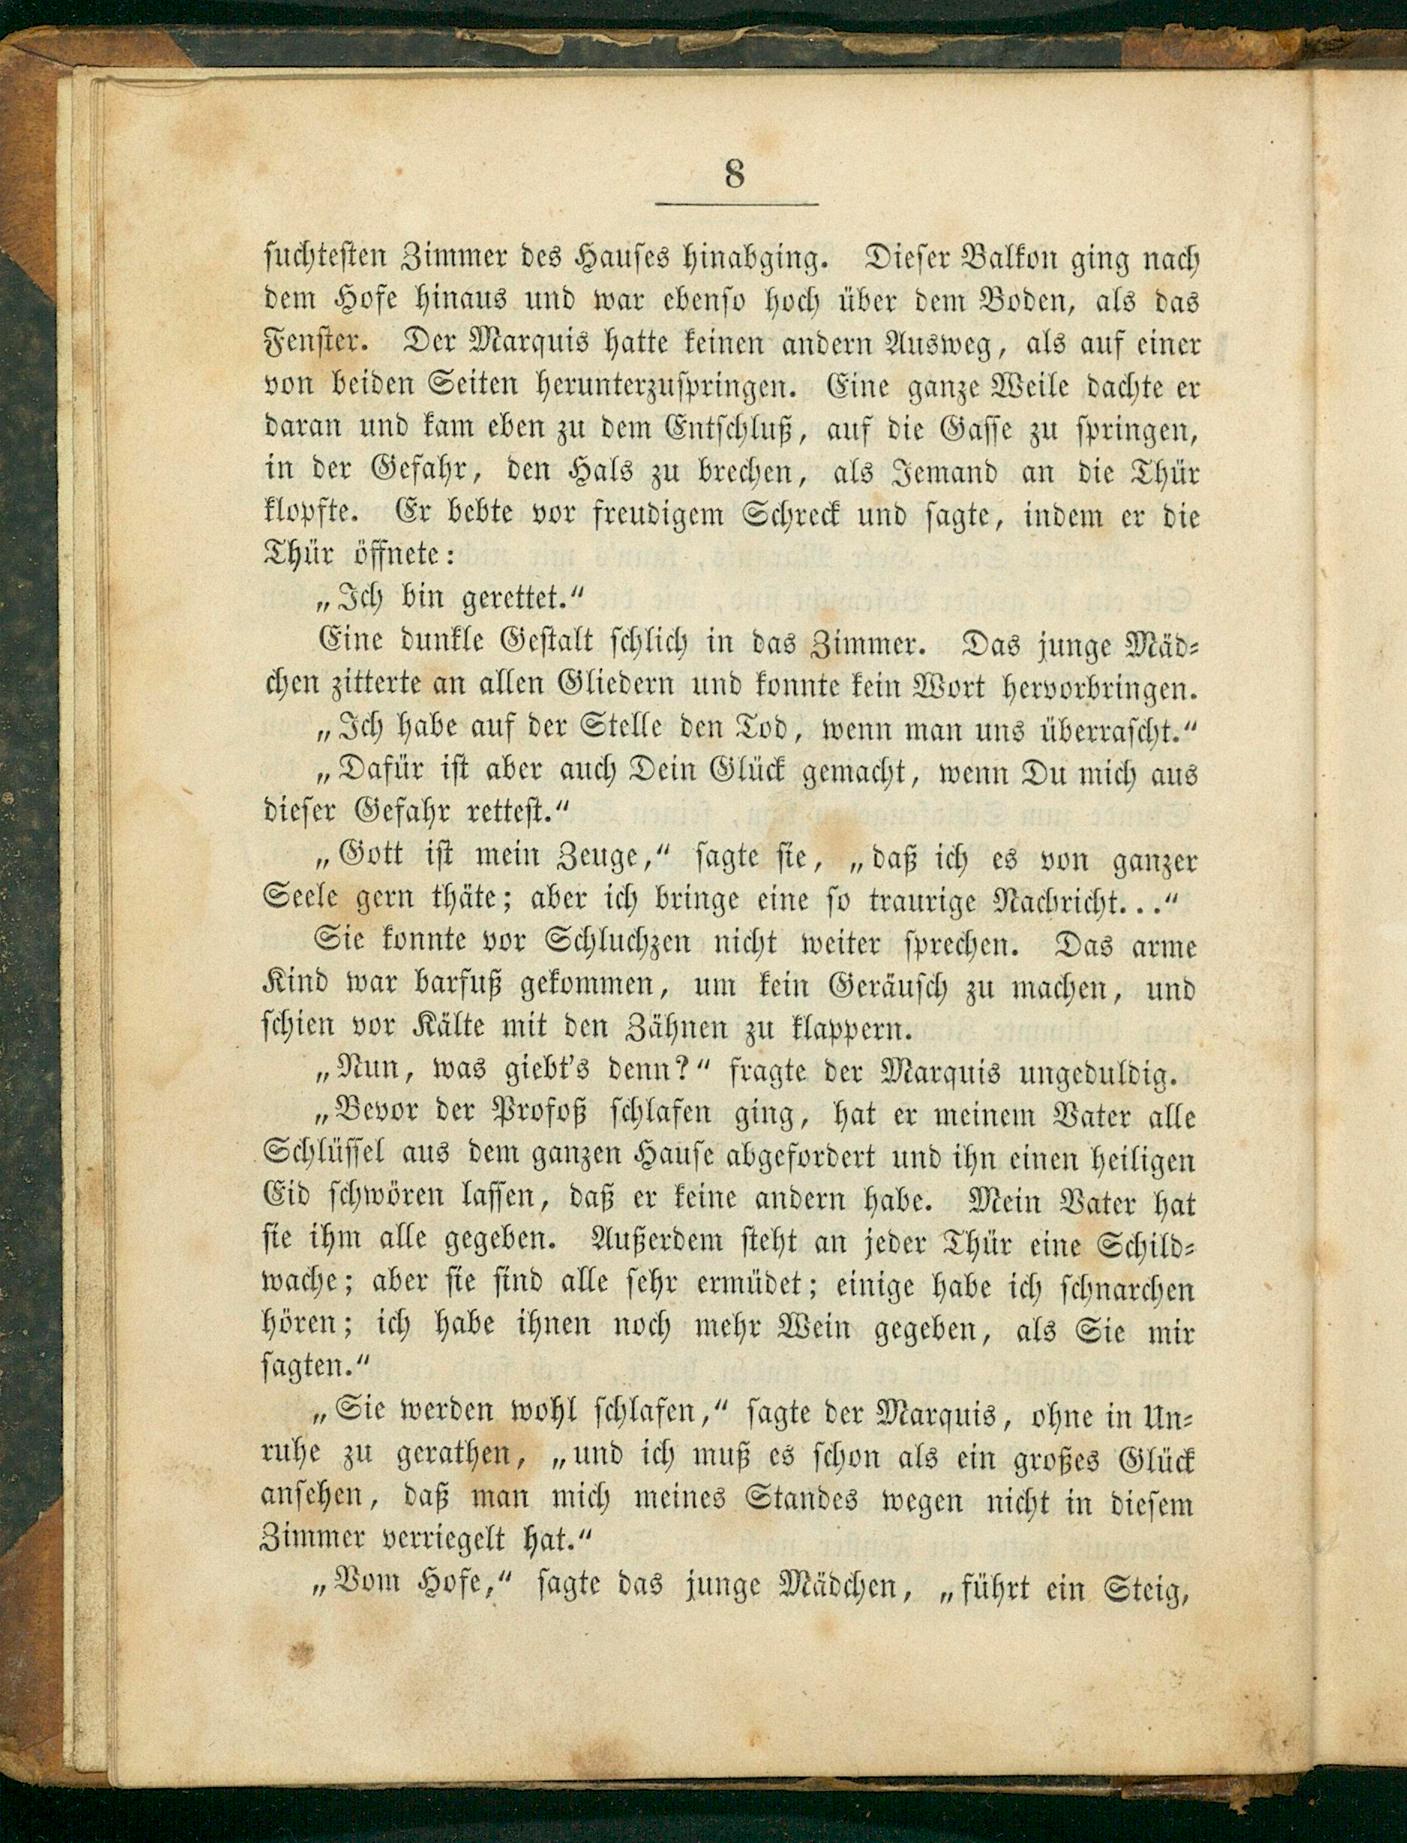 8
suchtesten Zimmer des Hauses hinabging. Dieser Balkon ging nach
dem Hofe hinaus und war ebenso hoch über dem Boden, als das
Fenster. Der Marquis hatte keinen andern Ausweg, als auf einer
von beiden Seiten herunterzuspringen. Eine ganze Weile dachte er
daran und kam eben zu dem Entschluß, auf die Gasse zu springen,
in der Gefahr, den Hals zu brechen, als Jemand an die Thür
klopfte. Er bebte vor freudigem Schreck und sagte, indem er die
Thür öffnete:
„Ich bin gerettet.“
Eine dunkle Gestalt schlich in das Zimmer. Das junge Mäd-
chen zitterte an allen Gliedern und konnte kein Wort hervorbringen.
„Ich habe auf der Stelle den Tod, wenn man uns überrascht.“
„Dafür ist aber auch Dein Glück gemacht, wenn Du mich aus
dieser Gefahr rettest.“
„Gott ist mein Zeuge,“ sagte sie, „daß ich es von ganzer
Seele gern thäte; aber ich bringe eine so traurige Nachricht...“
Sie konnte vor Schluchzen nicht weiter sprechen. Das arme
Kind war barfuß gekommen, um kein Geräusch zu machen, und
schien vor Kälte mit den Zähnen zu klappern.
„Nun, was giebt's denn?“ fragte der Marquis ungeduldig.
„Bevor der Profoß schlafen ging, hat er meinem Vater alle
Schlüssel aus dem ganzen Hause abgefordert und ihn einen heiligen
Eid schwören lassen, daß er keine andern habe. Mein Vater hat
sie ihm alle gegeben. Außerdem steht an jeder Thür eine Schild-
wache; aber sie sind alle sehr ermüdet; einige habe ich schnarchen
hören; ich habe ihnen noch mehr Wein gegeben, als Sie mir
sagten.“
„Sie werden wohl schlafen,“ sagte der Marquis, ohne in Un-
ruhe zu gerathen, „und ich muß es schon als ein großes Glück
ansehen, daß man mich meines Standes wegen nicht in diesem
Zimmer verriegelt hat.“
„Vom Hofe,“ sagte das junge Mädchen, „führt ein Steig,